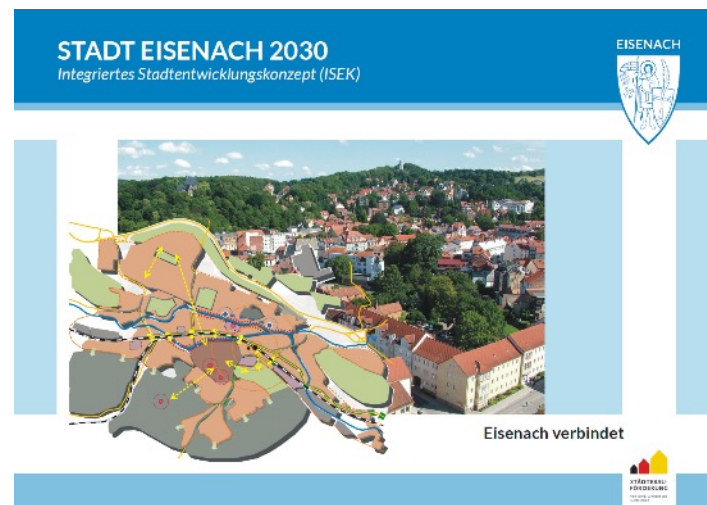 STADT EISENACH 2030
Integriertes Stadtentwicklungskonzept (ISEK)
EISENACH
Eisenach verbindet
STÄDTEBAU-
FÖRDERUNG